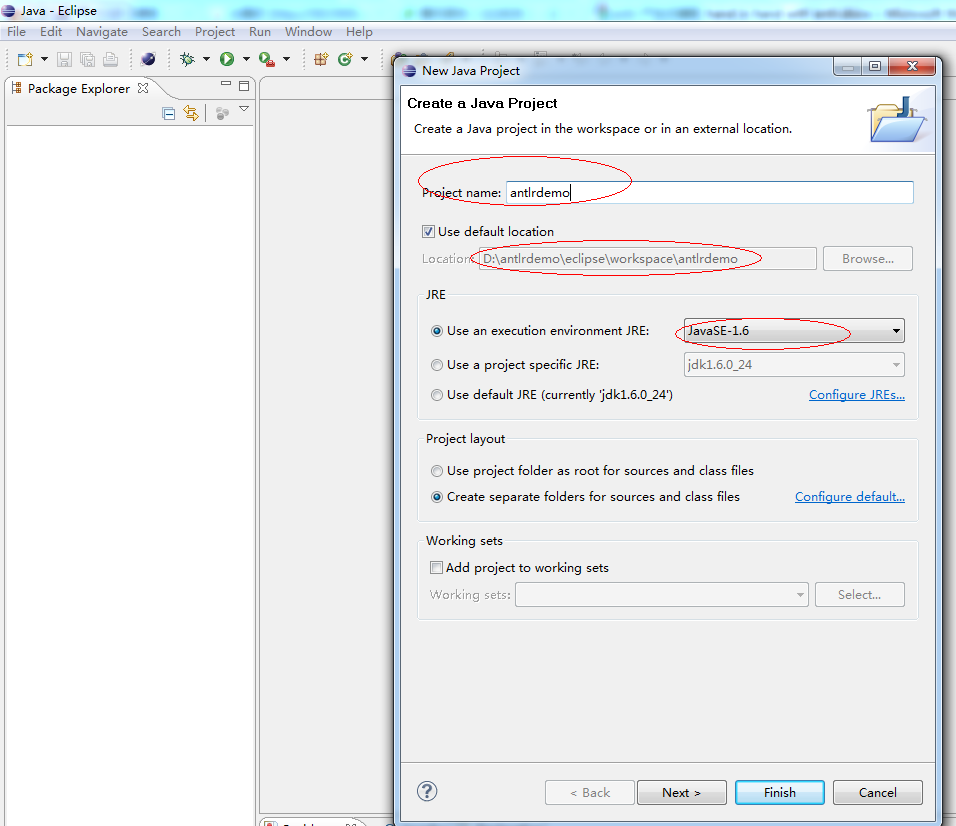 Java - Eclipse
File Edit Navigate Search Project Run Window Help
Package Explorer
New Java Project
Create a Java Project
Create a Java project in the workspace or in an external location.
Project name: antlrdemo
Use default location
Location: D:\antlrdemo\eclipse\workspace\antlrdemo Browse...
JRE
Use an execution environment JRE: JavaSE-1.6
Use a project specific JRE: jdk1.6.0_24
Use default JRE (currently 'jdk1.6.0_24') Configure JREs...
Project layout
Use project folder as root for sources and class files
Create separate folders for sources and class files Configure default...
Working sets
Add project to working sets
Working sets: Select...
< Back Next > Finish Cancel